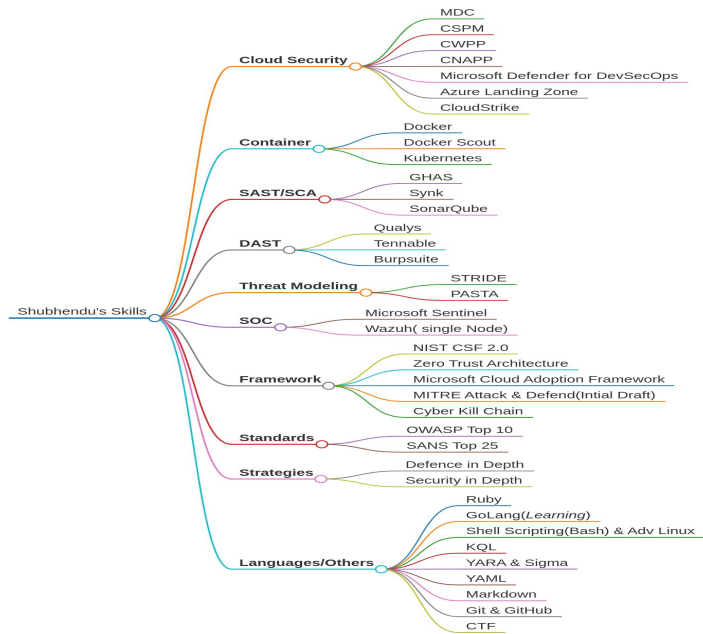 Shubhendu's Skills
Cloud Security
MDC
CSPM
CWPP
CNAPP
Microsoft Defender for DevSecOps
Azure Landing Zone
CloudStrike
Container
Docker
Docker Scout
Kubernetes
SAST/SCA
GHAS
Synk
SonarQube
DAST
Qualys
Tennable
Burpsuite
Threat Modeling
STRIDE
PASTA
SOC
Microsoft Sentinel
Wazuh( single Node)
Framework
NIST CSF 2.0
Zero Trust Architecture
Microsoft Cloud Adoption Framework
MITRE Attack & Defend(Intial Draft)
Cyber Kill Chain
Standards
OWASP Top 10
SANS Top 25
Strategies
Defence in Depth
Security in Depth
Languages/Others
Ruby
GoLang(Learning)
Shell Scripting(Bash) & Adv Linux
KQL
YARA & Sigma
YAML
Markdown
Git & GitHub
CTF